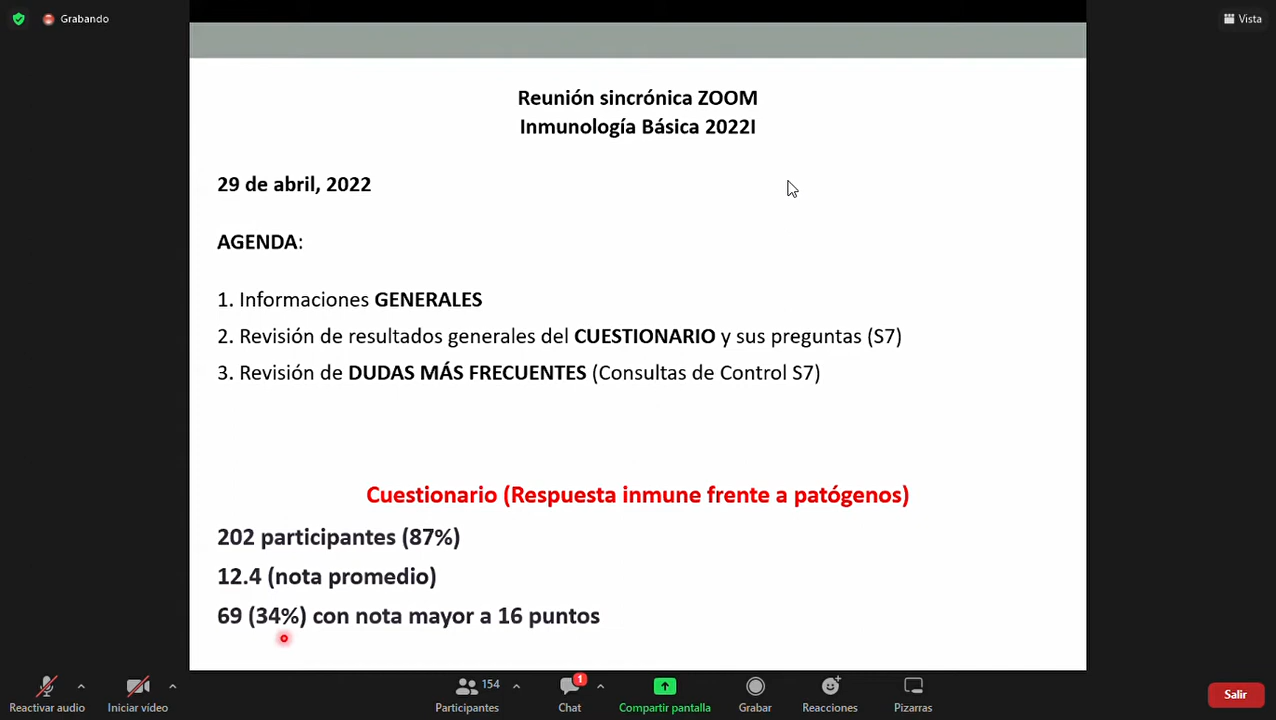 Grabando
Vista
Reunión sincrónica ZOOM
Inmunología Básica 2022I
29 de abril, 2022
AGENDA:
1. Informaciones GENERALES
2. Revisión de resultados generales del CUESTIONARIO y sus preguntas (S7)
3. Revisión de DUDAS MÁS FRECUENTES (Consultas de Control S7)
Cuestionario (Respuesta inmune frente a patógenos)
202 participantes (87%)
12.4 (nota promedio)
69 (34%) con nota mayor a 16 puntos
154
1
Reactivar audio
Iniciar vídeo
Participantes
Chat
Compartir pantalla
Grabar
Reacciones
Pizarras
Salir